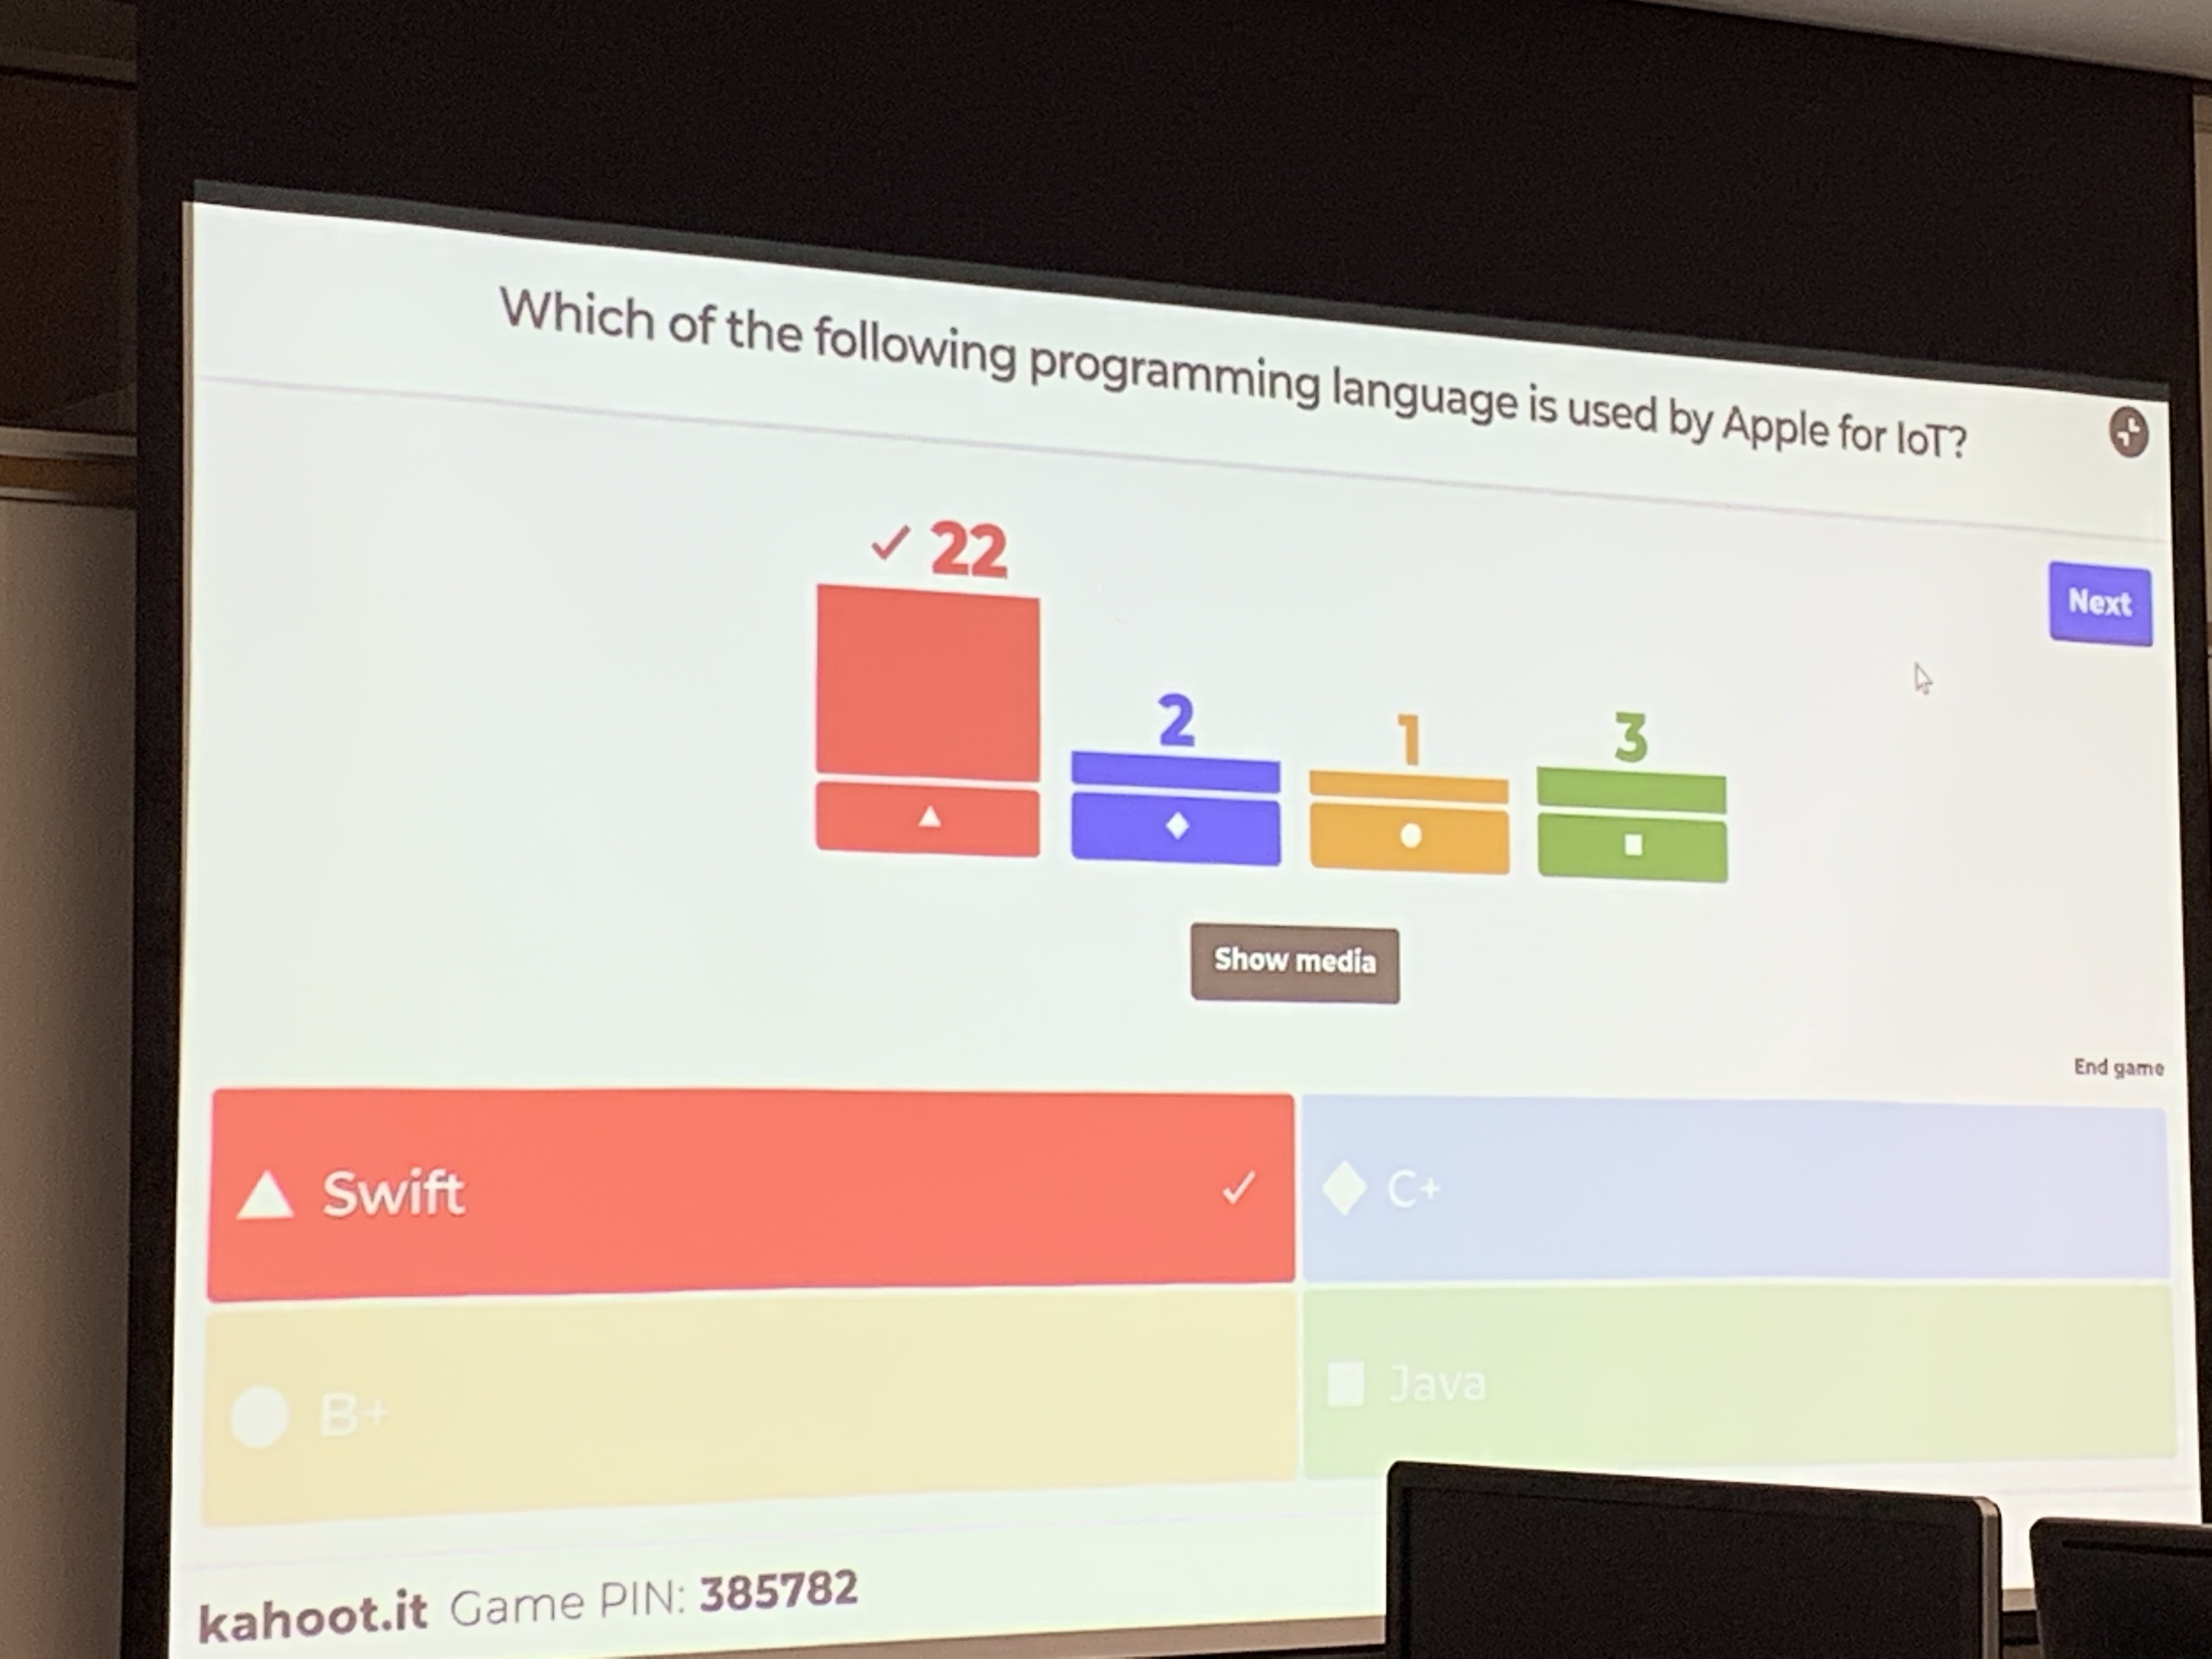 Which of the following programming language is used by Apple for IoT?
✓ 22
2
1
3
Next
Show media
End game
Swift ✓
C+
B+
Java
kahoot.it Game PIN: 385782